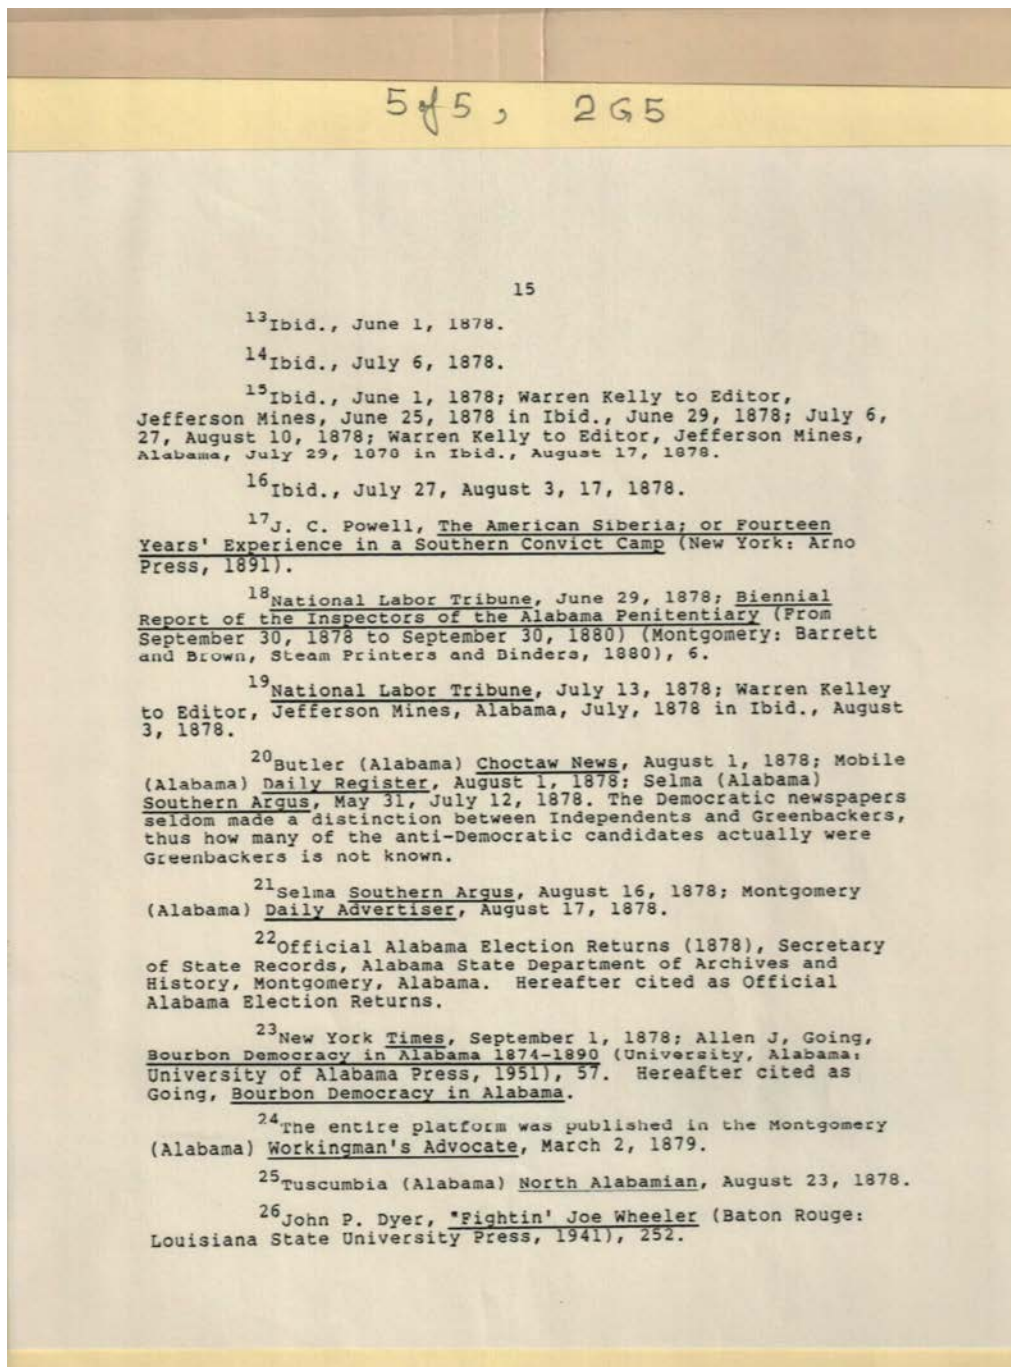 5 of 5, 2G5
15
13Ibid., June 1, 1878.
14Ibid., July 6, 1878.
15Ibid., June 1, 1878; Warren Kelly to Editor,
Jefferson Mines, June 25, 1878 in Ibid., June 29, 1878; July 6,
27, August 10, 1878; Warren Kelly to Editor, Jefferson Mines,
Alabama, July 29, 1878 in Ibid., August 17, 1878.
16Ibid., July 27, August 3, 17, 1878.
17J. C. Powell, The American Siberia; or Fourteen
Years' Experience in a Southern Convict Camp (New York: Arno
Press, 1891).
18National Labor Tribune, June 29, 1878; Biennial
Report of the Inspectors of the Alabama Penitentiary (From
September 30, 1878 to September 30, 1880) (Montgomery: Barrett
and Brown, Steam Printers and Binders, 1880), 6.
19National Labor Tribune, July 13, 1878; Warren Kelley
to Editor, Jefferson Mines, Alabama, July, 1878 in Ibid., August
3, 1878.
20Butler (Alabama) Choctaw News, August 1, 1878; Mobile
(Alabama) Daily Register, August 1, 1878; Selma (Alabama)
Southern Argus, May 31, July 12, 1878. The Democratic newspapers
seldom made a distinction between Independents and Greenbackers,
thus how many of the anti-Democratic candidates actually were
Greenbackers is not known.
21Selma Southern Argus, August 16, 1878; Montgomery
(Alabama) Daily Advertiser, August 17, 1878.
22Official Alabama Election Returns (1878), Secretary
of State Records, Alabama State Department of Archives and
History, Montgomery, Alabama. Hereafter cited as Official
Alabama Election Returns.
23New York Times, September 1, 1878; Allen J, Going,
Bourbon Democracy in Alabama 1874-1890 (University, Alabama:
University of Alabama Press, 1951), 57. Hereafter cited as
Going, Bourbon Democracy in Alabama.
24The entire platform was published in the Montgomery
(Alabama) Workingman's Advocate, March 2, 1879.
25Tuscumbia (Alabama) North Alabamian, August 23, 1878.
26John P. Dyer, "Fightin' Joe Wheeler (Baton Rouge:
Louisiana State University Press, 1941), 252.